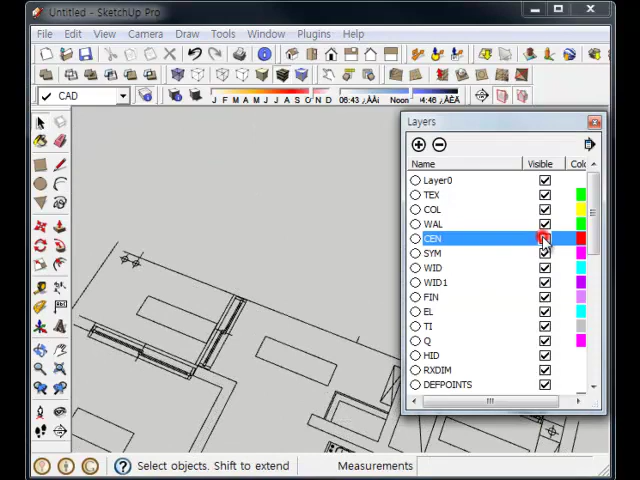 Untitled - SketchUp Pro
File Edit View Camera Draw Tools Window Plugins Help
CAD
J F M A M J J A S O N D
06:43 ¿ÀÀü Noon
Layers
Name Visible
Layer0
TEX
COL
WAL
CEN
SYM
WID
WID1
FIN
EL
TI
Q
HID
RXDIM
DEFPOINTS
Select objects. Shift to extend
Measurements